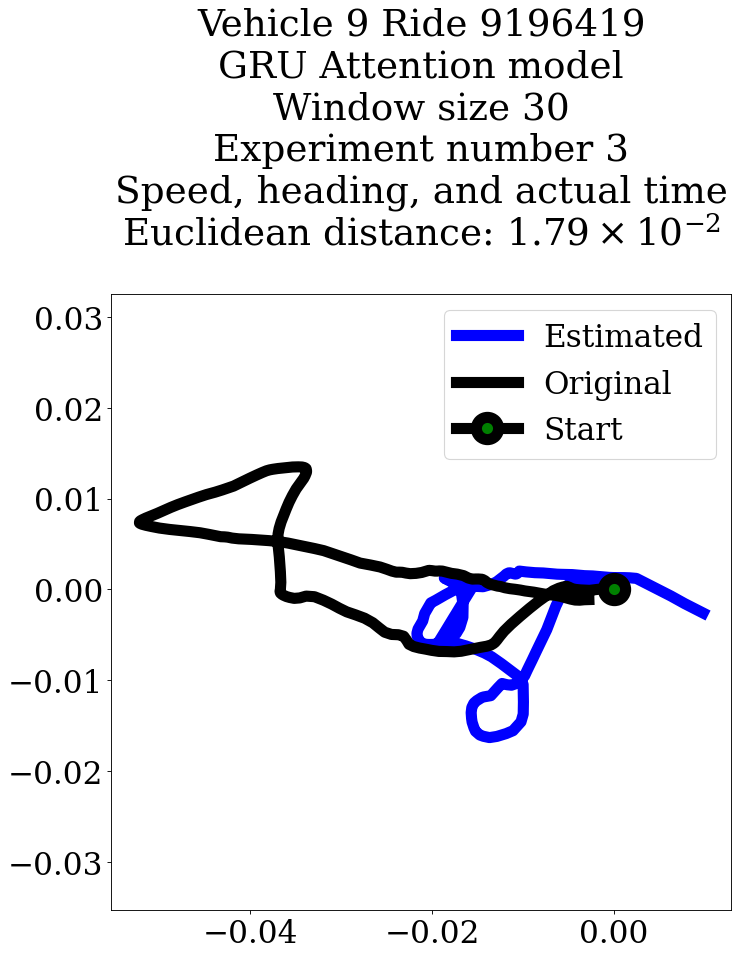 Vehicle 9 Ride 9196419
GRU Attention model
Window size 30
Experiment number 3
Speed, heading, and actual time
Euclidean distance: 1.79 × 10⁻²
Estimated
Original
Start
0.03
0.02
0.01
0.00
−0.01
−0.02
−0.03
−0.04
−0.02
0.00